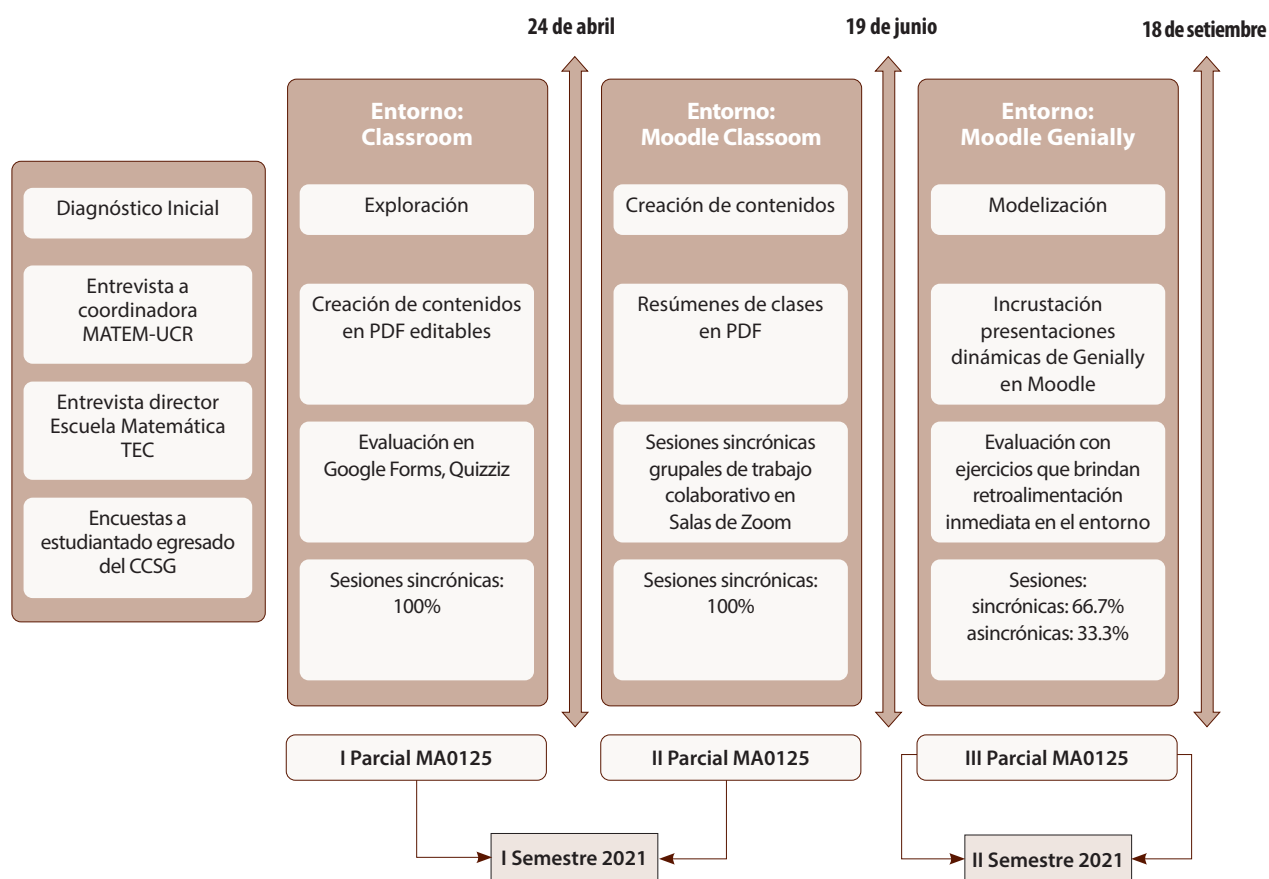 24 de abril
19 de junio
18 de setiembre
Diagnóstico Inicial
Entrevista a
coordinadora
MATEM-UCR
Entrevista director
Escuela Matemática
TEC
Encuestas a
estudiantado egresado
del CCSG
Entorno:
Classroom
Exploración
Creación de contenidos
en PDF editables
Evaluación en
Google Forms, Quizziz
Sesiones sincrónicas:
100%
I Parcial MA0125
Entorno:
Moodle Classoom
Creación de contenidos
Resúmenes de clases
en PDF
Sesiones sincrónicas
grupales de trabajo
colaborativo en
Salas de Zoom
Sesiones sincrónicas:
100%
II Parcial MA0125
Entorno:
Moodle Genially
Modelización
Incrustación
presentaciones
dinámicas de Genially
en Moodle
Evaluación con
ejercicios que brindan
retroalimentación
inmediata en el entorno
Sesiones:
sincrónicas: 66.7%
asincrónicas: 33.3%
III Parcial MA0125
I Semestre 2021
II Semestre 2021